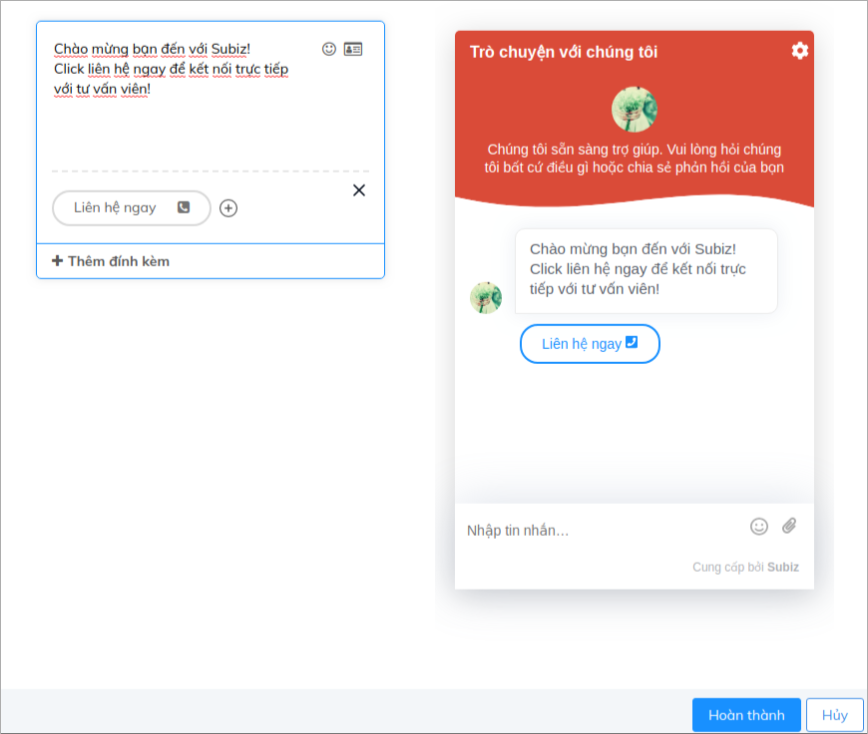 Chào mừng bạn đến với Subiz!
Click liên hệ ngay để kết nối trực tiếp
với tư vấn viên!
Liên hệ ngay
Thêm đính kèm
Trò chuyện với chúng tôi
Chúng tôi sẵn sàng trợ giúp. Vui lòng hỏi chúng
tôi bất cứ điều gì hoặc chia sẻ phản hồi của bạn
Chào mừng bạn đến với Subiz!
Click liên hệ ngay để kết nối trực
tiếp với tư vấn viên!
Liên hệ ngay
Nhập tin nhắn...
Cung cấp bởi Subiz
Hoàn thành
Hủy